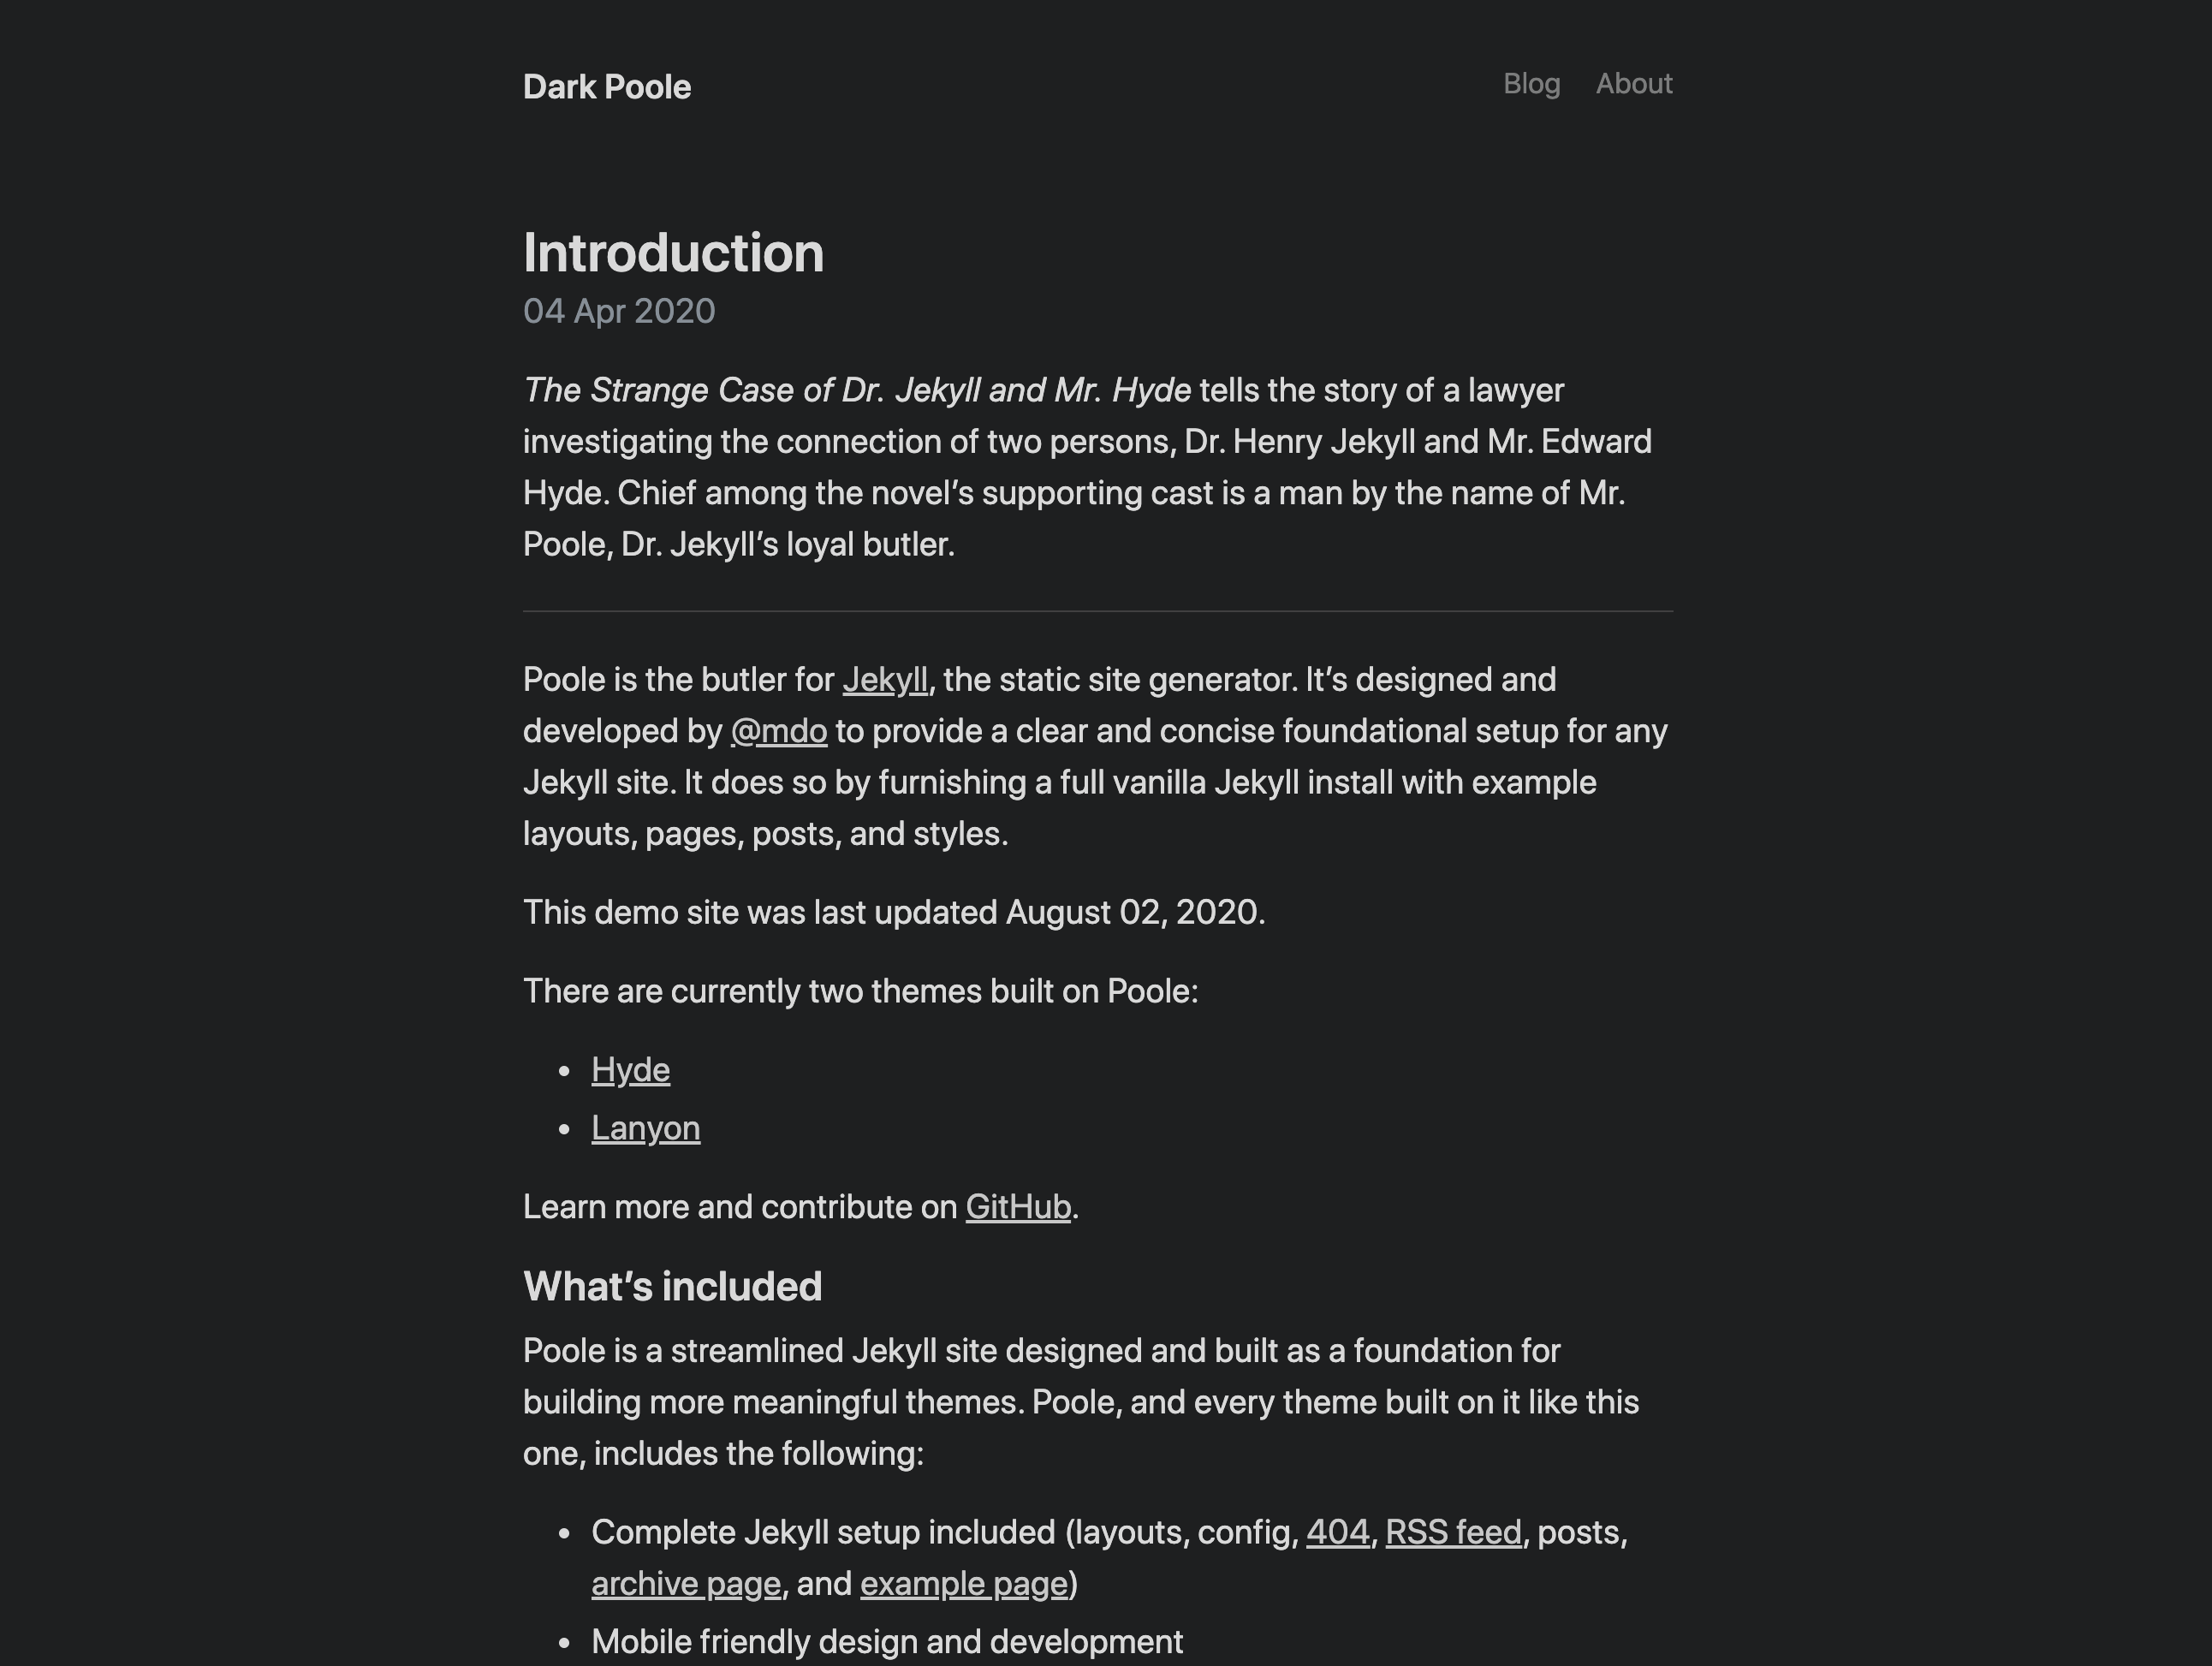 Dark Poole
Blog About
Introduction
04 Apr 2020
The Strange Case of Dr. Jekyll and Mr. Hyde tells the story of a lawyer
investigating the connection of two persons, Dr. Henry Jekyll and Mr. Edward
Hyde. Chief among the novel’s supporting cast is a man by the name of Mr.
Poole, Dr. Jekyll’s loyal butler.
Poole is the butler for Jekyll, the static site generator. It’s designed and
developed by @mdo to provide a clear and concise foundational setup for any
Jekyll site. It does so by furnishing a full vanilla Jekyll install with example
layouts, pages, posts, and styles.
This demo site was last updated August 02, 2020.
There are currently two themes built on Poole:
• Hyde
• Lanyon
Learn more and contribute on GitHub.
What’s included
Poole is a streamlined Jekyll site designed and built as a foundation for
building more meaningful themes. Poole, and every theme built on it like this
one, includes the following:
• Complete Jekyll setup included (layouts, config, 404, RSS feed, posts,
archive page, and example page)
• Mobile friendly design and development